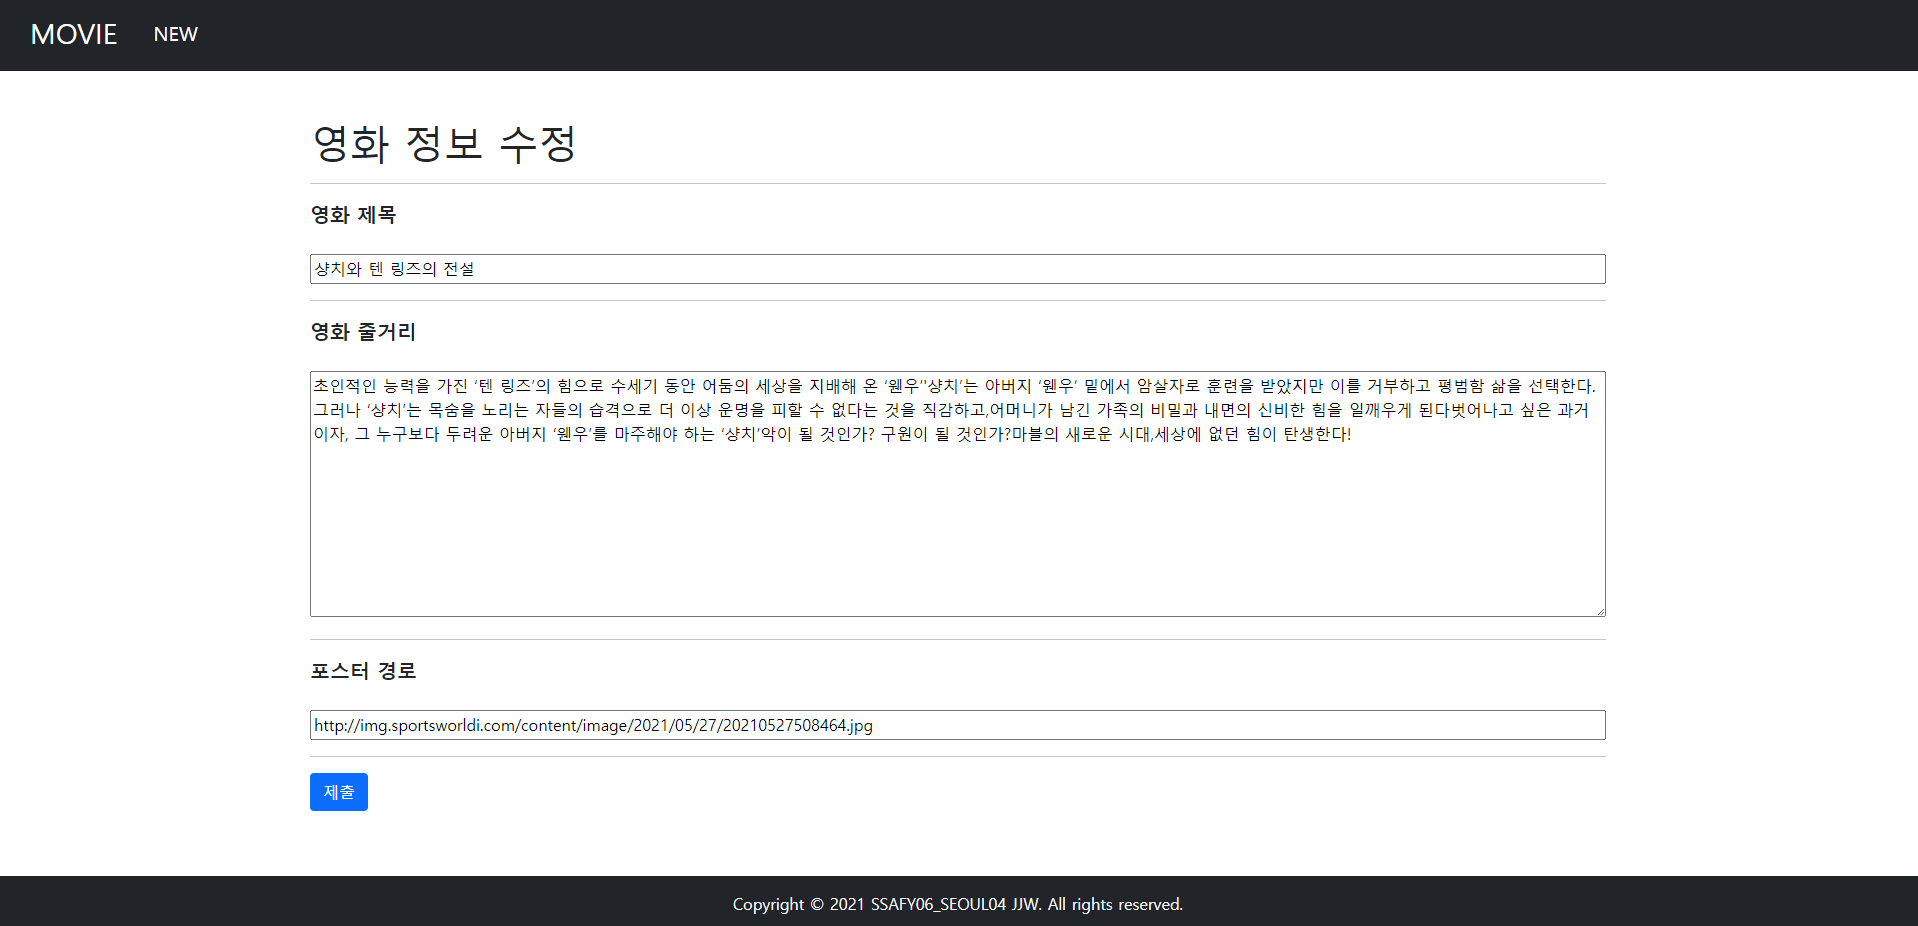 MOVIE NEW
영화 정보 수정
영화 제목
샹치와 텐 링즈의 전설
영화 줄거리
초인적인 능력을 가진 ‘텐 링즈’의 힘으로 수세기 동안 어둠의 세상을 지배해 온 ‘웬우’‘샹치’는 아버지 ‘웬우’ 밑에서 암살자로 훈련을 받았지만 이를 거부하고 평범함 삶을 선택한다.
그러나 ‘샹치’는 목숨을 노리는 자들의 습격으로 더 이상 운명을 피할 수 없다는 것을 직감하고,어머니가 남긴 가족의 비밀과 내면의 신비한 힘을 일깨우게 된다벗어나고 싶은 과거
이자, 그 누구보다 두려운 아버지 ‘웬우’를 마주해야 하는 ‘샹치’악이 될 것인가? 구원이 될 것인가?마블의 새로운 시대,세상에 없던 힘이 탄생한다!
포스터 경로
http://img.sportsworldi.com/content/image/2021/05/27/20210527508464.jpg
제출
Copyright © 2021 SSAFY06_SEOUL04 JJW. All rights reserved.